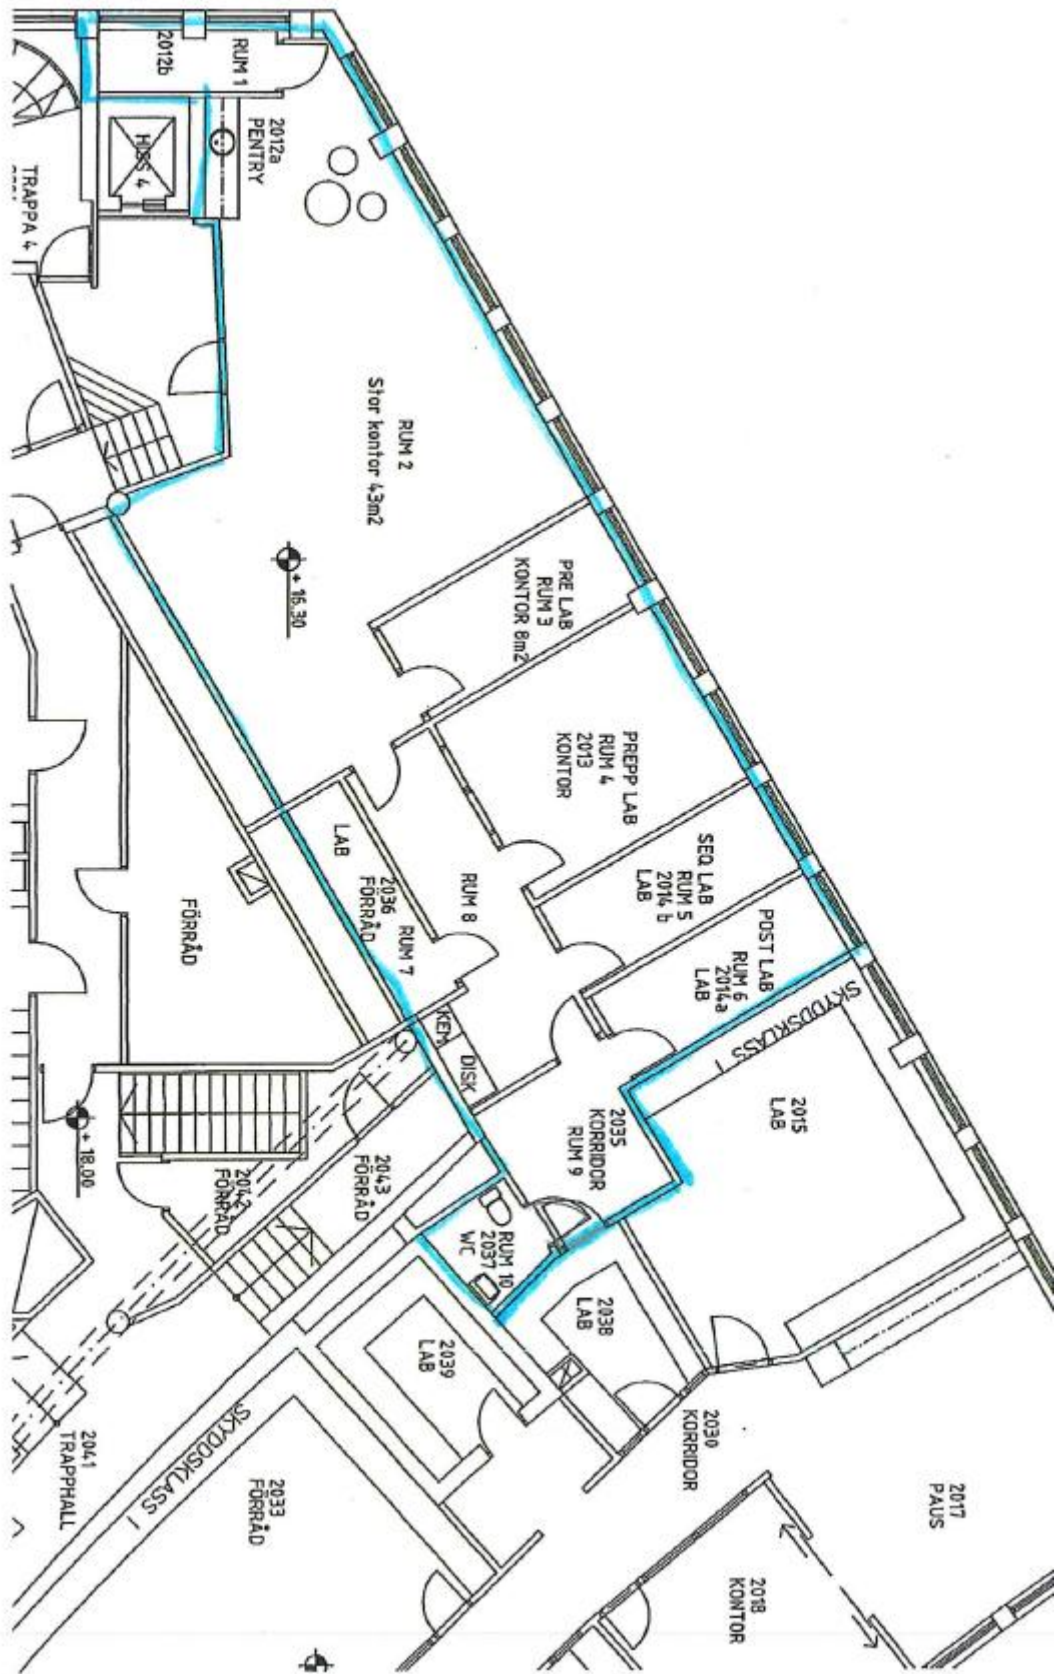 RUM 1
2012b
2012a
PENTRY
HISS 4
TRAPPA 4
RUM 2
Stor kontor 43m2
+ 16.30
PRE LAB
RUM 3
KONTOR 8m2
PREPP LAB
RUM 4
2013
KONTOR
SEQ LAB
RUM 5
2014 b
LAB
POST LAB
RUM 6
2014a
LAB
SKYDDSKLASS I
2015
LAB
RUM 8
LAB
RUM 7
2036
FÖRRÅD
KEM
DISK
2035
KORRIDOR
RUM 9
FÖRRÅD
+ 18.00
2042
FÖRRÅD
2043
FÖRRÅD
RUM 10
2037
WC
2038
LAB
2039
LAB
2030
KORRIDOR
2017
PAUS
2018
KONTOR
2033
FÖRRÅD
SKYDDSKLASS I
2041
TRAPPHALL